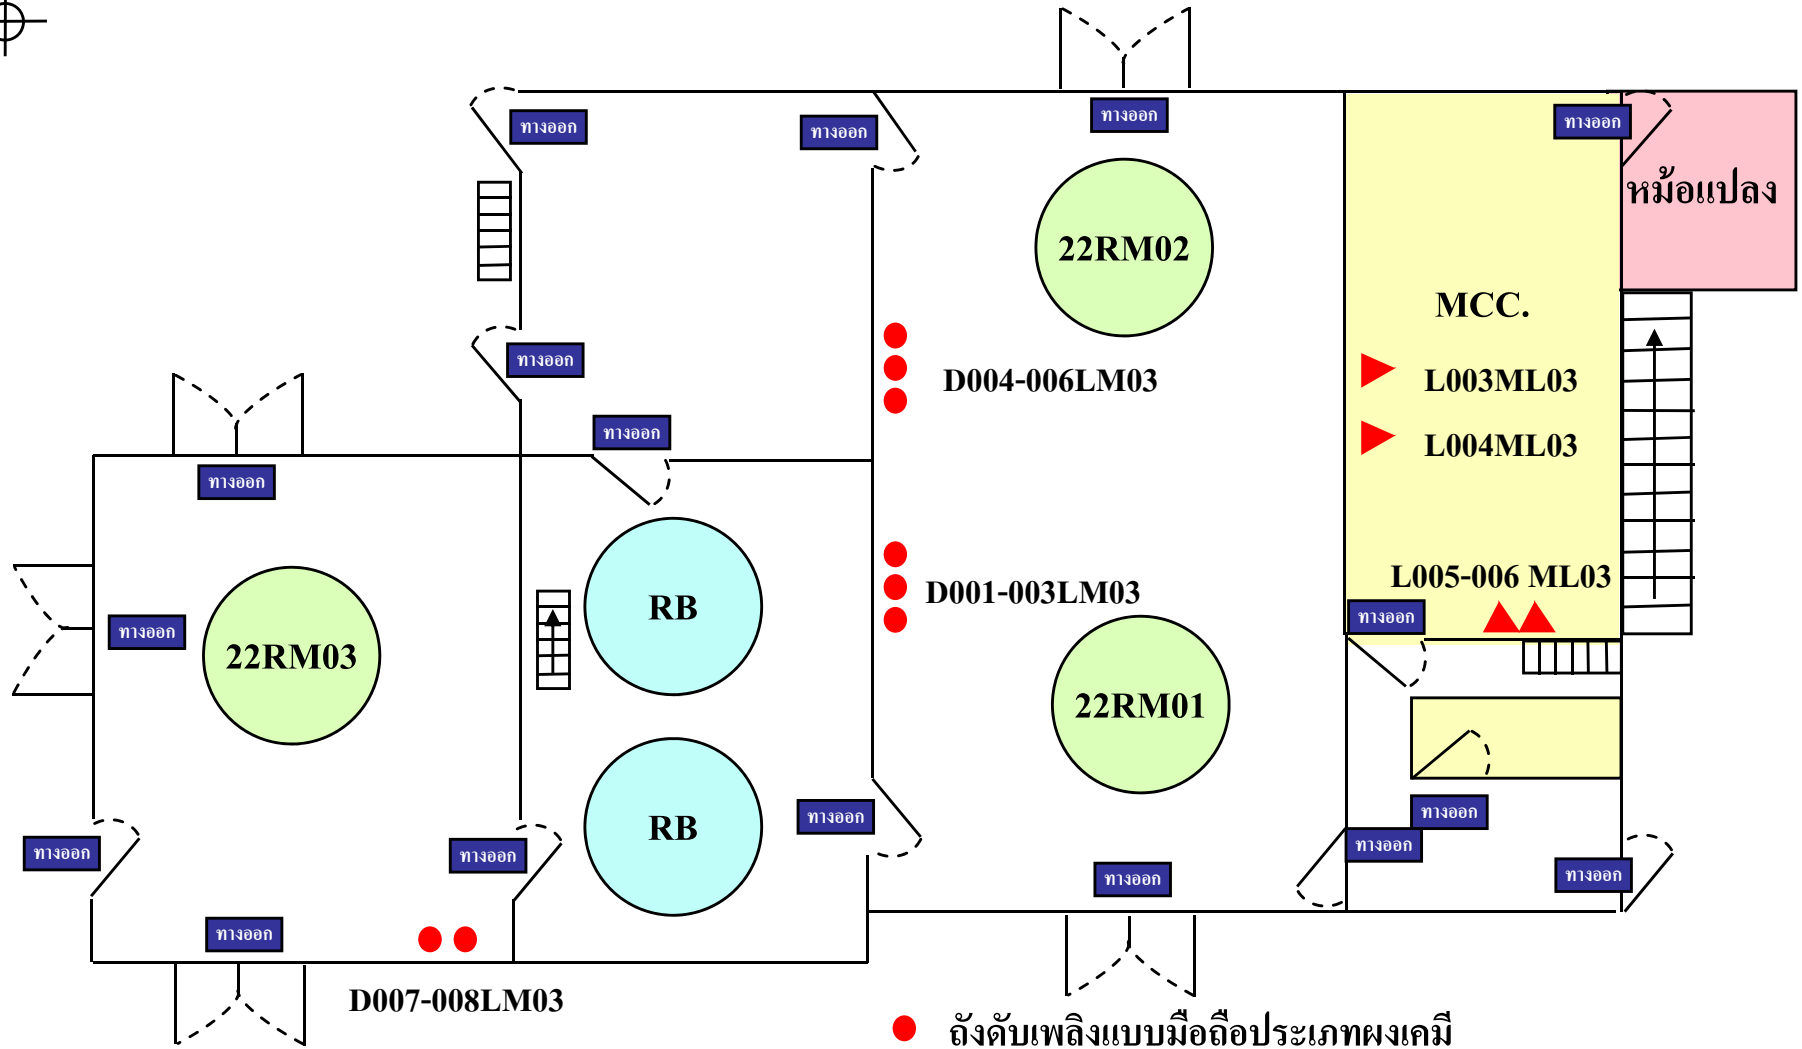 ทางออก
ทางออก
ทางออก
ทางออก
หม้อแปลง
22RM02
MCC.
ทางออก
D004-006LM03
L003ML03
ทางออก
L004ML03
ทางออก
L005-006 ML03
D001-003LM03
RB
ทางออก
ทางออก
22RM03
22RM01
ทางออก
ทางออก
RB
ทางออก
ทางออก
ทางออก
ทางออก
ทางออก
ทางออก
D007-008LM03
ถังดับเพลิงแบบมือถือประเภทผงเคมี